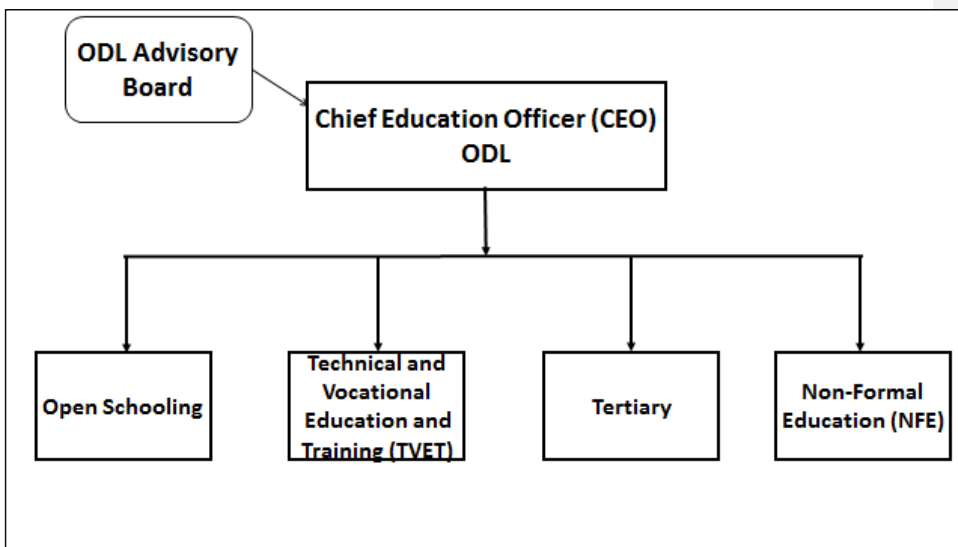 ODL Advisory
Board
Chief Education Officer (CEO)
ODL
Open Schooling
Technical and
Vocational
Education and
Training (TVET)
Tertiary
Non-Formal
Education (NFE)